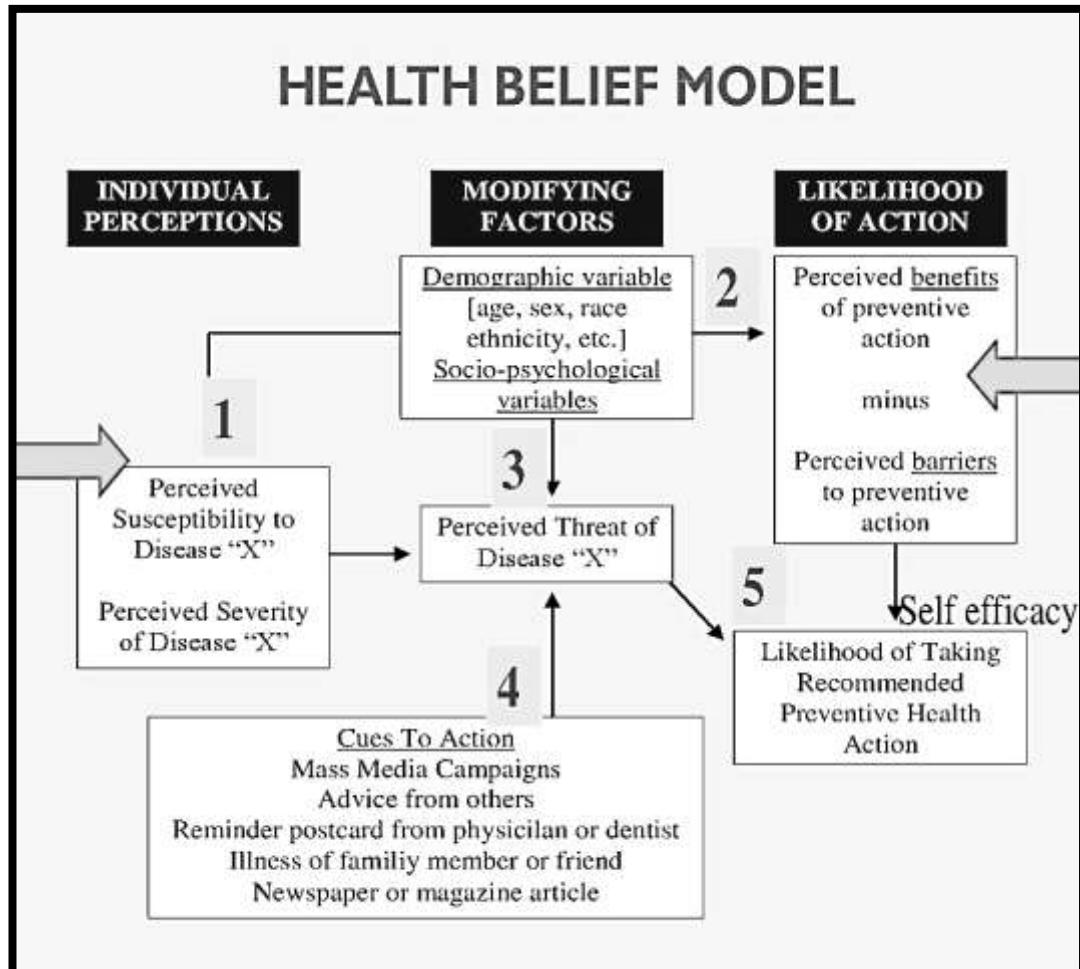 HEALTH BELIEF MODEL
INDIVIDUAL
PERCEPTIONS
MODIFYING
FACTORS
LIKELIHOOD
OF ACTION
Demographic variable
[age, sex, race
ethnicity, etc.]
Socio-psychological
variables
2
Perceived benefits
of preventive
action
minus
Perceived barriers
to preventive
action
1
Perceived
Susceptibility to
Disease “X”
Perceived Severity
of Disease “X”
3
Perceived Threat of
Disease “X”
5
Self efficacy
Likelihood of Taking
Recommended
Preventive Health
Action
4
Cues To Action
Mass Media Campaigns
Advice from others
Reminder postcard from physicilan or dentist
Illness of familiy member or friend
Newspaper or magazine article